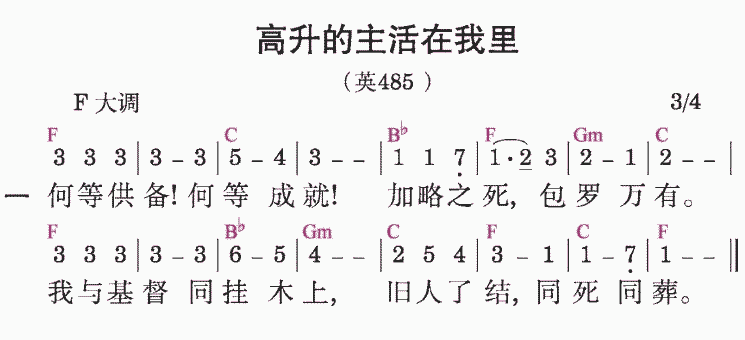 高升的主活在我里
（英485 ）
F 大调 3/4
F C B♭ F Gm C
3 3 3 | 3 – 3 | 5 – 4 | 3 – – | 1 1 7̣ | 1 · 2 3 | 2 – 1 | 2 – – |
一 何等供备！何等 成就！ 加略之死，包罗 万有。
F B♭ Gm C F C F
3 3 3 | 3 – 3 | 6 – 5 | 4 – – | 2 5 4 | 3 – 1 | 1 – 7̣ | 1 – – ‖
我与基督 同挂 木上， 旧人了结，同死 同葬。